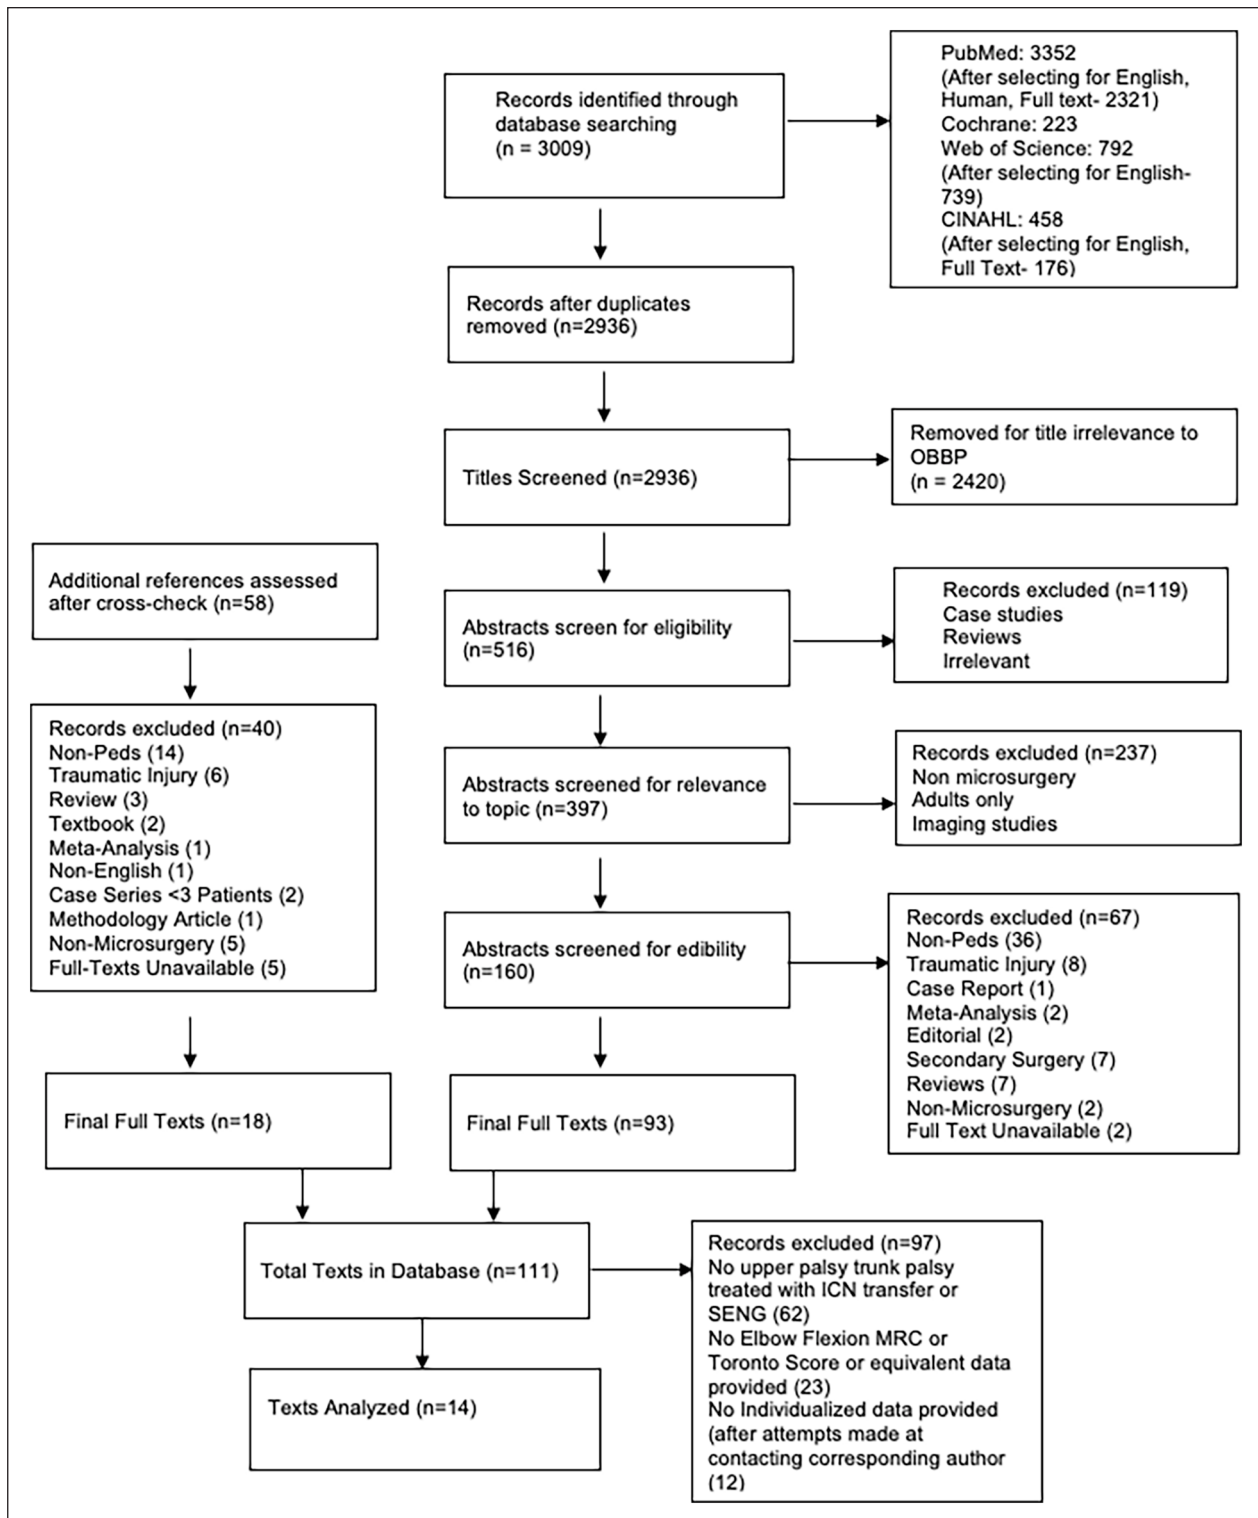 Records identified through
database searching
(n = 3009)
PubMed: 3352
(After selecting for English,
Human, Full text- 2321)
Cochrane: 223
Web of Science: 792
(After selecting for English-
739)
CINAHL: 458
(After selecting for English,
Full Text- 176)
Records after duplicates
removed (n=2936)
Titles Screened (n=2936)
Removed for title irrelevance to
OBBP
(n = 2420)
Additional references assessed
after cross-check (n=58)
Abstracts screen for eligibility
(n=516)
Records excluded (n=119)
Case studies
Reviews
Irrelevant
Records excluded (n=40)
Non-Peds (14)
Traumatic Injury (6)
Review (3)
Textbook (2)
Meta-Analysis (1)
Non-English (1)
Case Series <3 Patients (2)
Methodology Article (1)
Non-Microsurgery (5)
Full-Texts Unavailable (5)
Abstracts screened for relevance
to topic (n=397)
Records excluded (n=237)
Non microsurgery
Adults only
Imaging studies
Abstracts screened for edibility
(n=160)
Records excluded (n=67)
Non-Peds (36)
Traumatic Injury (8)
Case Report (1)
Meta-Analysis (2)
Editorial (2)
Secondary Surgery (7)
Reviews (7)
Non-Microsurgery (2)
Full Text Unavailable (2)
Final Full Texts (n=18)
Final Full Texts (n=93)
Total Texts in Database (n=111)
Records excluded (n=97)
No upper palsy trunk palsy
treated with ICN transfer or
SENG (62)
No Elbow Flexion MRC or
Toronto Score or equivalent data
provided (23)
No Individualized data provided
(after attempts made at
contacting corresponding author
(12)
Texts Analyzed (n=14)